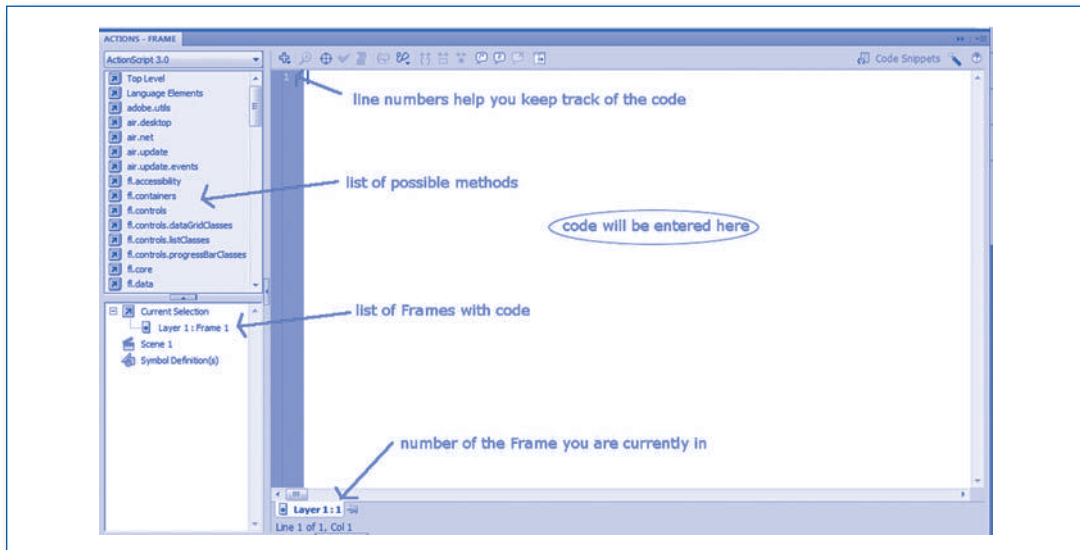 ACTIONS - FRAME
ActionScript 3.0
Code Snippets
Top Level
Language Elements
adobe.utils
air.desktop
air.net
air.update
air.update.events
fl.accessibility
fl.containers
fl.controls
fl.controls.dataGridClasses
fl.controls.listClasses
fl.controls.progressBarClasses
fl.core
fl.data
1
line numbers help you keep track of the code
list of possible methods
code will be entered here
Current Selection
Layer 1 : Frame 1
Scene 1
Symbol Definition(s)
list of Frames with code
number of the Frame you are currently in
Layer 1 : 1
Line 1 of 1, Col 1